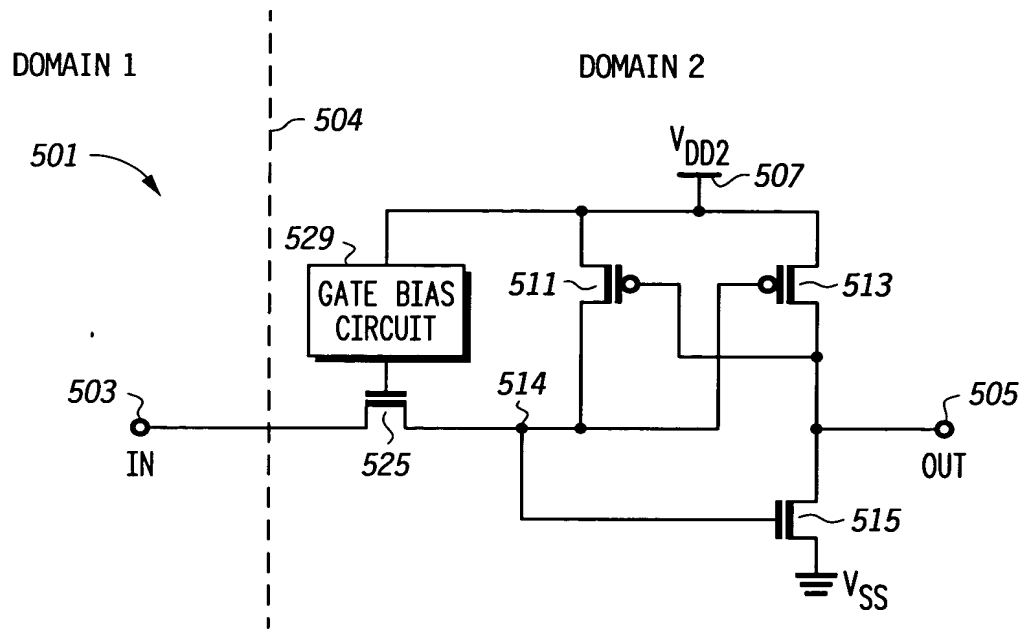 DOMAIN 1
DOMAIN 2
504
501
VDD2
507
529
GATE BIAS
CIRCUIT
511
513
503
514
505
IN
525
OUT
515
VSS